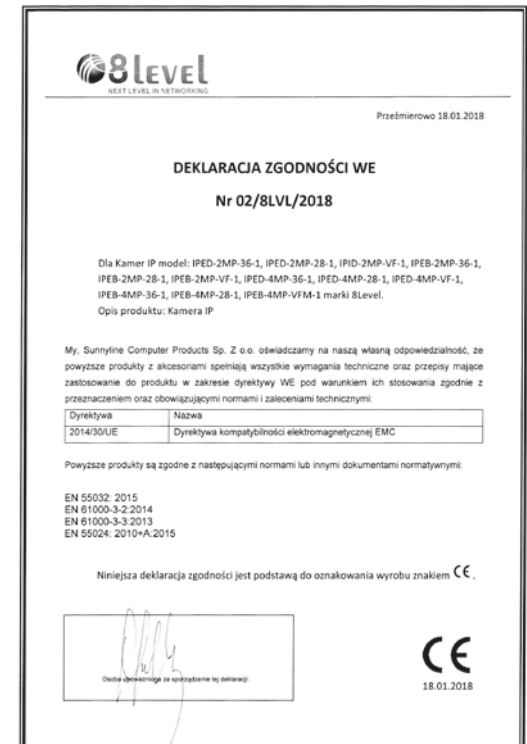 8level
NEXT LEVEL IN NETWORKING
Przeźmierowo 18.01.2018
DEKLARACJA ZGODNOŚCI WE
Nr 02/8LVL/2018
Dla Kamer IP model: IPED-2MP-36-1, IPED-2MP-28-1, IPID-2MP-VF-1, IPEB-2MP-36-1,
IPEB-2MP-28-1, IPEB-2MP-VF-1, IPED-4MP-36-1, IPED-4MP-28-1, IPED-4MP-VF-1,
IPEB-4MP-36-1, IPEB-4MP-28-1, IPEB-4MP-VFM-1 marki 8Level.
Opis produktu: Kamera IP
My, Sunnyline Computer Products Sp. Z o.o. oświadczamy na naszą własną odpowiedzialność, że
powyższe produkty z akcesoriami spełniają wszystkie wymagania techniczne oraz przepisy mające
zastosowanie do produktu w zakresie dyrektywy WE pod warunkiem ich stosowania zgodnie z
przeznaczeniem oraz obowiązującymi normami i zaleceniami technicznymi:
Dyrektywa Nazwa
2014/30/UE Dyrektywa kompatybilności elektromagnetycznej EMC
Powyższe produkty są zgodne z następującymi normami lub innymi dokumentami normatywnymi:
EN 55032: 2015
EN 61000-3-2:2014
EN 61000-3-3:2013
EN 55024: 2010+A:2015
Niniejsza deklaracja zgodności jest podstawą do oznakowania wyrobu znakiem CE.
Osoba upoważniona za sporządzenie tej deklaracji:
CE
18.01.2018